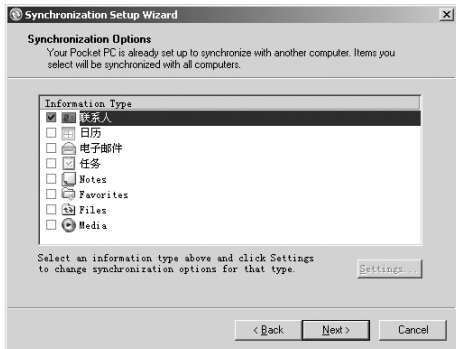 Synchronization Setup Wizard
Synchronization Options
Your Pocket PC is already set up to synchronize with another computer. Items you
select will be synchronized with all computers.
Information Type
联系人
日历
电子邮件
任务
Notes
Favorites
Files
Media
Select an information type above and click Settings
to change synchronization options for that type.
Settings...
< Back
Next >
Cancel